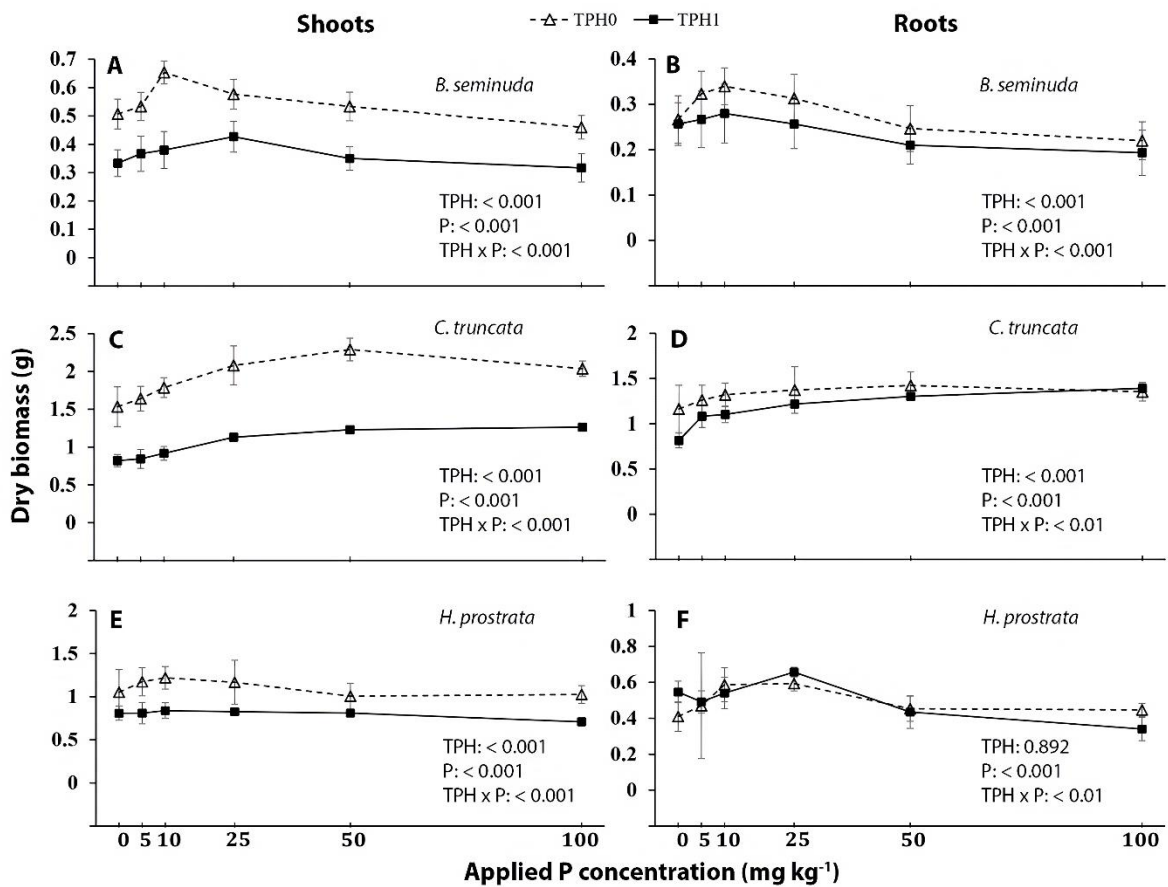 Shoots
TPH0 TPH1
Roots
A
B. seminuda
0.7
0.6
0.5
0.4
0.3
0.2
0.1
0
TPH: < 0.001
P: < 0.001
TPH x P: < 0.001
B
B. seminuda
0.4
0.3
0.2
0.1
0
TPH: < 0.001
P: < 0.001
TPH x P: < 0.001
Dry biomass (g)
C
C. truncata
2.5
2
1.5
1
0.5
0
TPH: < 0.001
P: < 0.001
TPH x P: < 0.001
D
C. truncata
2
1.5
1
0.5
0
TPH: < 0.001
P: < 0.001
TPH x P: < 0.01
E
H. prostrata
2
1.5
1
0.5
0
TPH: < 0.001
P: < 0.001
TPH x P: < 0.001
0 5 10 25 50 100
F
H. prostrata
1
0.8
0.6
0.4
0.2
0
TPH: 0.892
P: < 0.001
TPH x P: < 0.01
0 5 10 25 50 100
Applied P concentration (mg kg⁻¹)